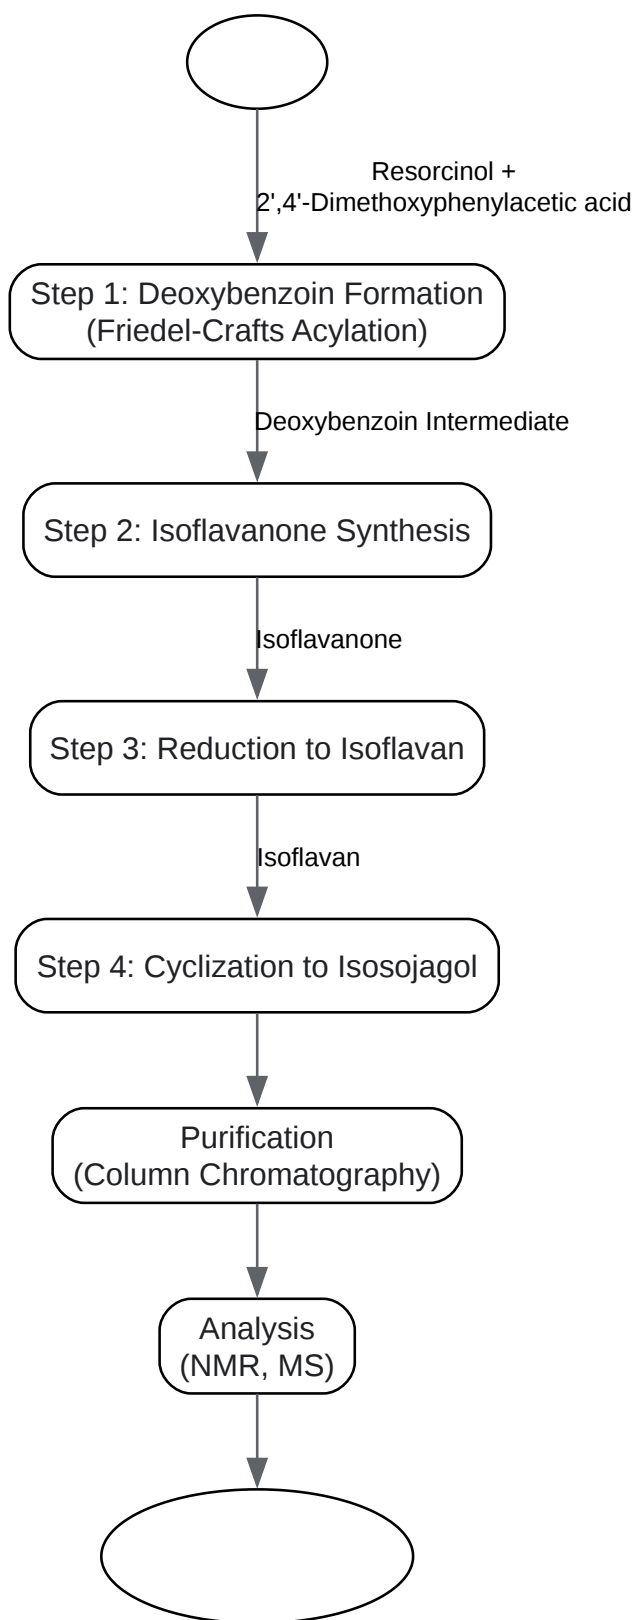 Resorcinol +
2',4'-Dimethoxyphenylacetic acid
Step 1: Deoxybenzoin Formation
(Friedel-Crafts Acylation)
Deoxybenzoin Intermediate
Step 2: Isoflavanone Synthesis
Isoflavanone
Step 3: Reduction to Isoflavan
Isoflavan
Step 4: Cyclization to Isosojagol
Purification
(Column Chromatography)
Analysis
(NMR, MS)